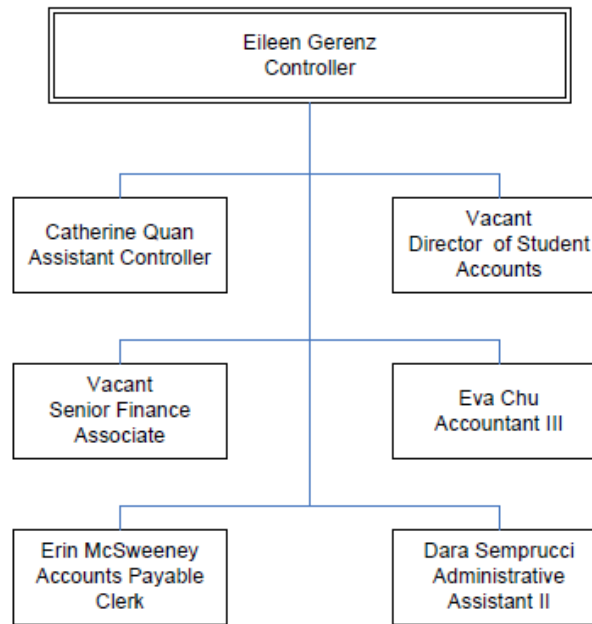 Eileen Gerenz
Controller
Catherine Quan
Assistant Controller
Vacant
Director of Student
Accounts
Vacant
Senior Finance
Associate
Eva Chu
Accountant III
Erin McSweeney
Accounts Payable
Clerk
Dara Semprucci
Administrative
Assistant II